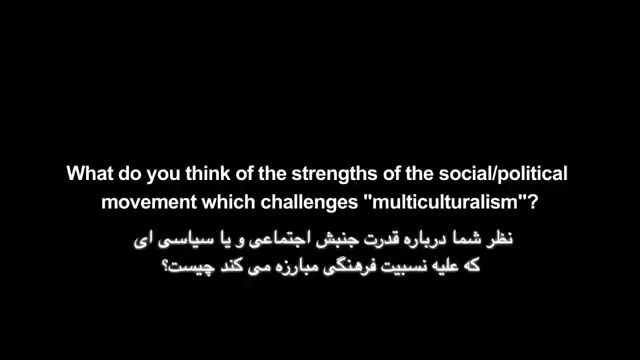 What do you think of the strengths of the social/political
movement which challenges "multiculturalism"?
نظر شما درباره قدرت جنبش اجتماعی و یا سیاسی ای
که علیه نسبیت فرهنگی مبارزه می کند چیست؟